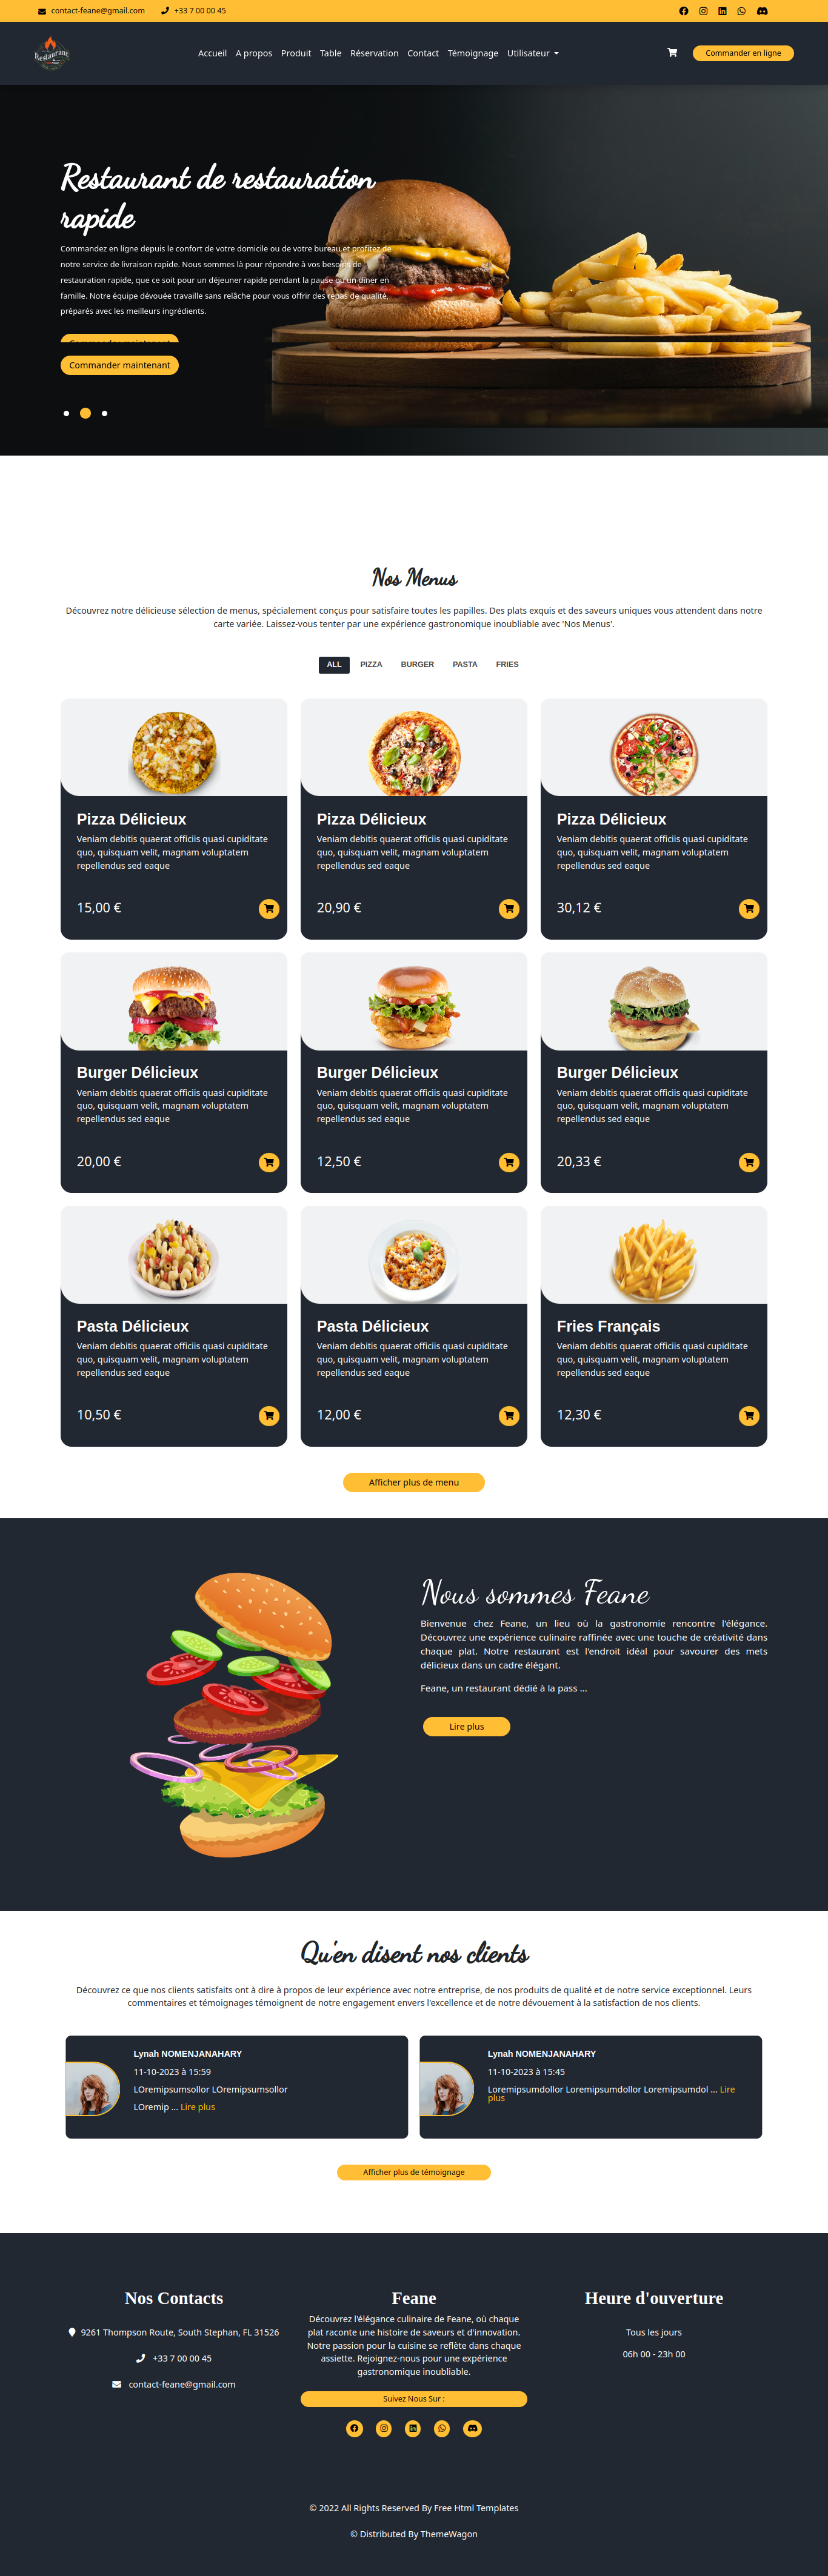 contact-feane@gmail.com +33 7 00 00 45
Restaurant
Accueil A propos Produit Table Réservation Contact Témoignage Utilisateur Commander en ligne
Restaurant de restauration
rapide
Commandez en ligne depuis le confort de votre domicile ou de votre bureau et profitez de
notre service de livraison rapide. Nous sommes là pour répondre à vos besoins de
restauration rapide, que ce soit pour un déjeuner rapide pendant la pause ou un dîner en
famille. Notre équipe dévouée travaille sans relâche pour vous offrir des repas de qualité,
préparés avec les meilleurs ingrédients.
Commander maintenant
Commander maintenant
Nos Menus
Découvrez notre délicieuse sélection de menus, spécialement conçus pour satisfaire toutes les papilles. Des plats exquis et des saveurs uniques vous attendent dans notre
carte variée. Laissez-vous tenter par une expérience gastronomique inoubliable avec 'Nos Menus'.
ALL PIZZA BURGER PASTA FRIES
Pizza Délicieux
Veniam debitis quaerat officiis quasi cupiditate
quo, quisquam velit, magnam voluptatem
repellendus sed eaque
15,00 €
Pizza Délicieux
Veniam debitis quaerat officiis quasi cupiditate
quo, quisquam velit, magnam voluptatem
repellendus sed eaque
20,90 €
Pizza Délicieux
Veniam debitis quaerat officiis quasi cupiditate
quo, quisquam velit, magnam voluptatem
repellendus sed eaque
30,12 €
Burger Délicieux
Veniam debitis quaerat officiis quasi cupiditate
quo, quisquam velit, magnam voluptatem
repellendus sed eaque
20,00 €
Burger Délicieux
Veniam debitis quaerat officiis quasi cupiditate
quo, quisquam velit, magnam voluptatem
repellendus sed eaque
12,50 €
Burger Délicieux
Veniam debitis quaerat officiis quasi cupiditate
quo, quisquam velit, magnam voluptatem
repellendus sed eaque
20,33 €
Pasta Délicieux
Veniam debitis quaerat officiis quasi cupiditate
quo, quisquam velit, magnam voluptatem
repellendus sed eaque
10,50 €
Pasta Délicieux
Veniam debitis quaerat officiis quasi cupiditate
quo, quisquam velit, magnam voluptatem
repellendus sed eaque
12,00 €
Fries Français
Veniam debitis quaerat officiis quasi cupiditate
quo, quisquam velit, magnam voluptatem
repellendus sed eaque
12,30 €
Afficher plus de menu
Nous sommes Feane
Bienvenue chez Feane, un lieu où la gastronomie rencontre l'élégance.
Découvrez une expérience culinaire raffinée avec une touche de créativité dans
chaque plat. Notre restaurant est l'endroit idéal pour savourer des mets
délicieux dans un cadre élégant.
Feane, un restaurant dédié à la pass ...
Lire plus
Qu'en disent nos clients
Découvrez ce que nos clients satisfaits ont à dire à propos de leur expérience avec notre entreprise, de nos produits de qualité et de notre service exceptionnel. Leurs
commentaires et témoignages témoignent de notre engagement envers l'excellence et de notre dévouement à la satisfaction de nos clients.
Lynah NOMENJANAHARY
11-10-2023 à 15:59
LOremipsumsollor LOremipsumsollor
LOremip ... Lire plus
Lynah NOMENJANAHARY
11-10-2023 à 15:45
Loremipsumdollor Loremipsumdollor Loremipsumdol ... Lire
plus
Afficher plus de témoignage
Nos Contacts
9261 Thompson Route, South Stephan, FL 31526
+33 7 00 00 45
contact-feane@gmail.com
Feane
Découvrez l'élégance culinaire de Feane, où chaque
plat raconte une histoire de saveurs et d'innovation.
Notre passion pour la cuisine se reflète dans chaque
assiette. Rejoignez-nous pour une expérience
gastronomique inoubliable.
Suivez Nous Sur :
Heure d'ouverture
Tous les jours
06h 00 - 23h 00
© 2022 All Rights Reserved By Free Html Templates
© Distributed By ThemeWagon